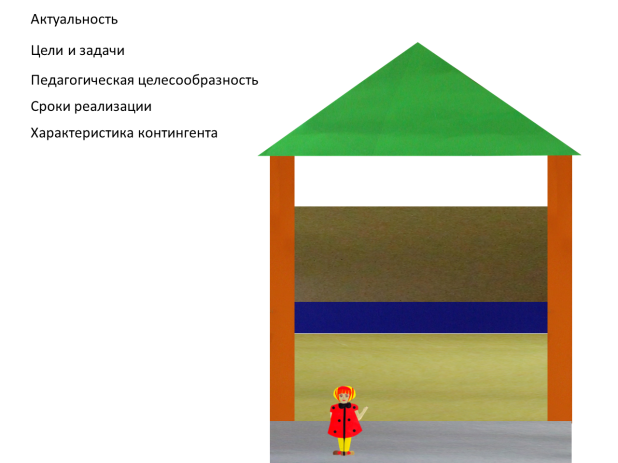 Актуальность
Цели и задачи
Педагогическая целесообразность
Сроки реализации
Характеристика контингента